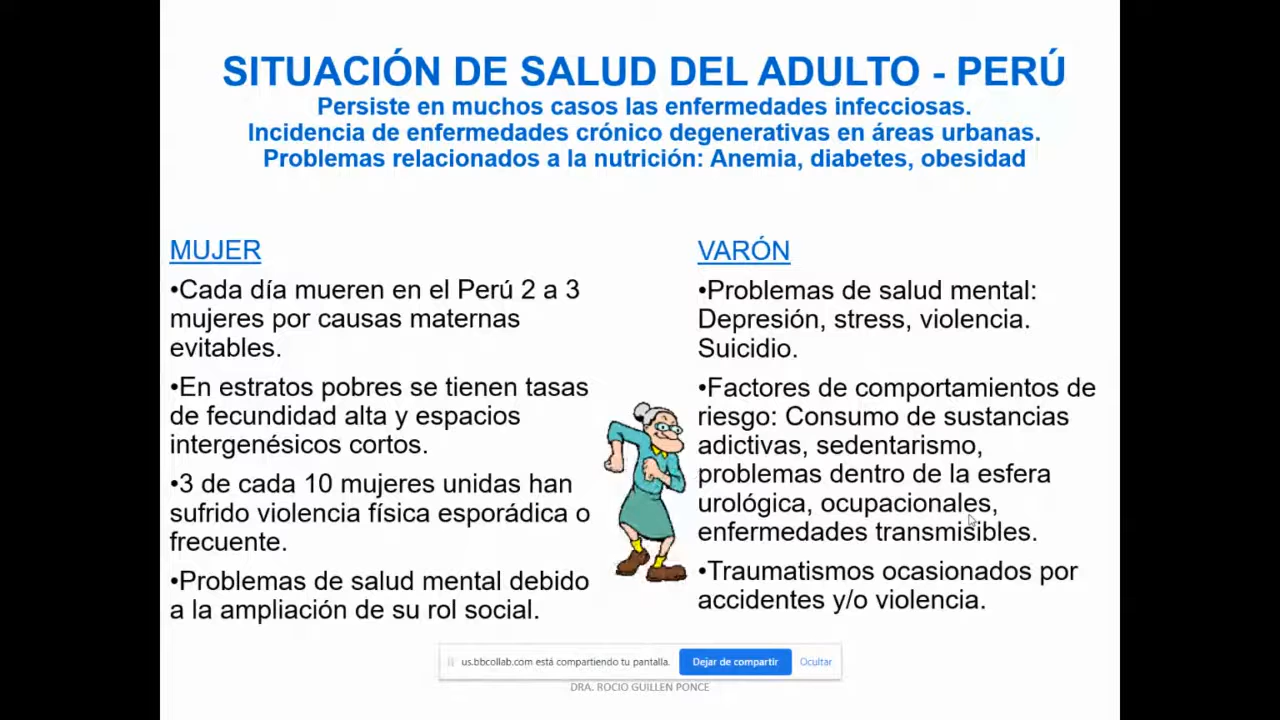 SITUACIÓN DE SALUD DEL ADULTO - PERÚ
Persiste en muchos casos las enfermedades infecciosas.
Incidencia de enfermedades crónico degenerativas en áreas urbanas.
Problemas relacionados a la nutrición: Anemia, diabetes, obesidad
MUJER
•Cada día mueren en el Perú 2 a 3
mujeres por causas maternas
evitables.
•En estratos pobres se tienen tasas
de fecundidad alta y espacios
intergenésicos cortos.
•3 de cada 10 mujeres unidas han
sufrido violencia física esporádica o
frecuente.
•Problemas de salud mental debido
a la ampliación de su rol social.
VARÓN
•Problemas de salud mental:
Depresión, stress, violencia.
Suicidio.
•Factores de comportamientos de
riesgo: Consumo de sustancias
adictivas, sedentarismo,
problemas dentro de la esfera
urológica, ocupacionales,
enfermedades transmisibles.
•Traumatismos ocasionados por
accidentes y/o violencia.
us.bbcollab.com está compartiendo tu pantalla. Dejar de compartir Ocultar
DRA. ROCIO GUILLEN PONCE